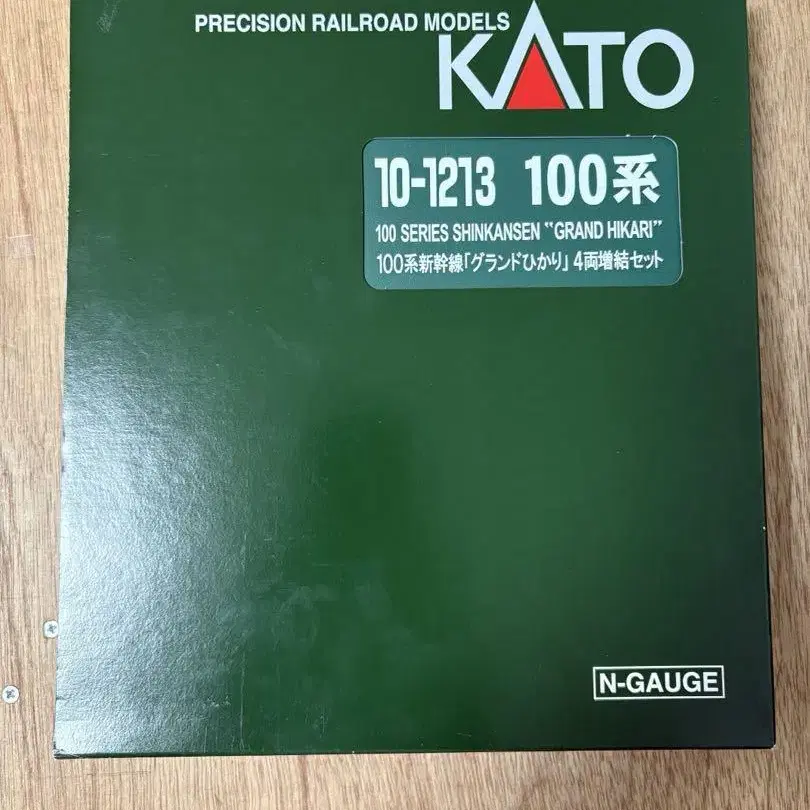 PRECISION RAILROAD MODELS
KATO
10-1213 100系
100 SERIES SHINKANSEN "GRAND HIKARI"
100系新幹線「グランドひかり」4両増結セット
N-GAUGE